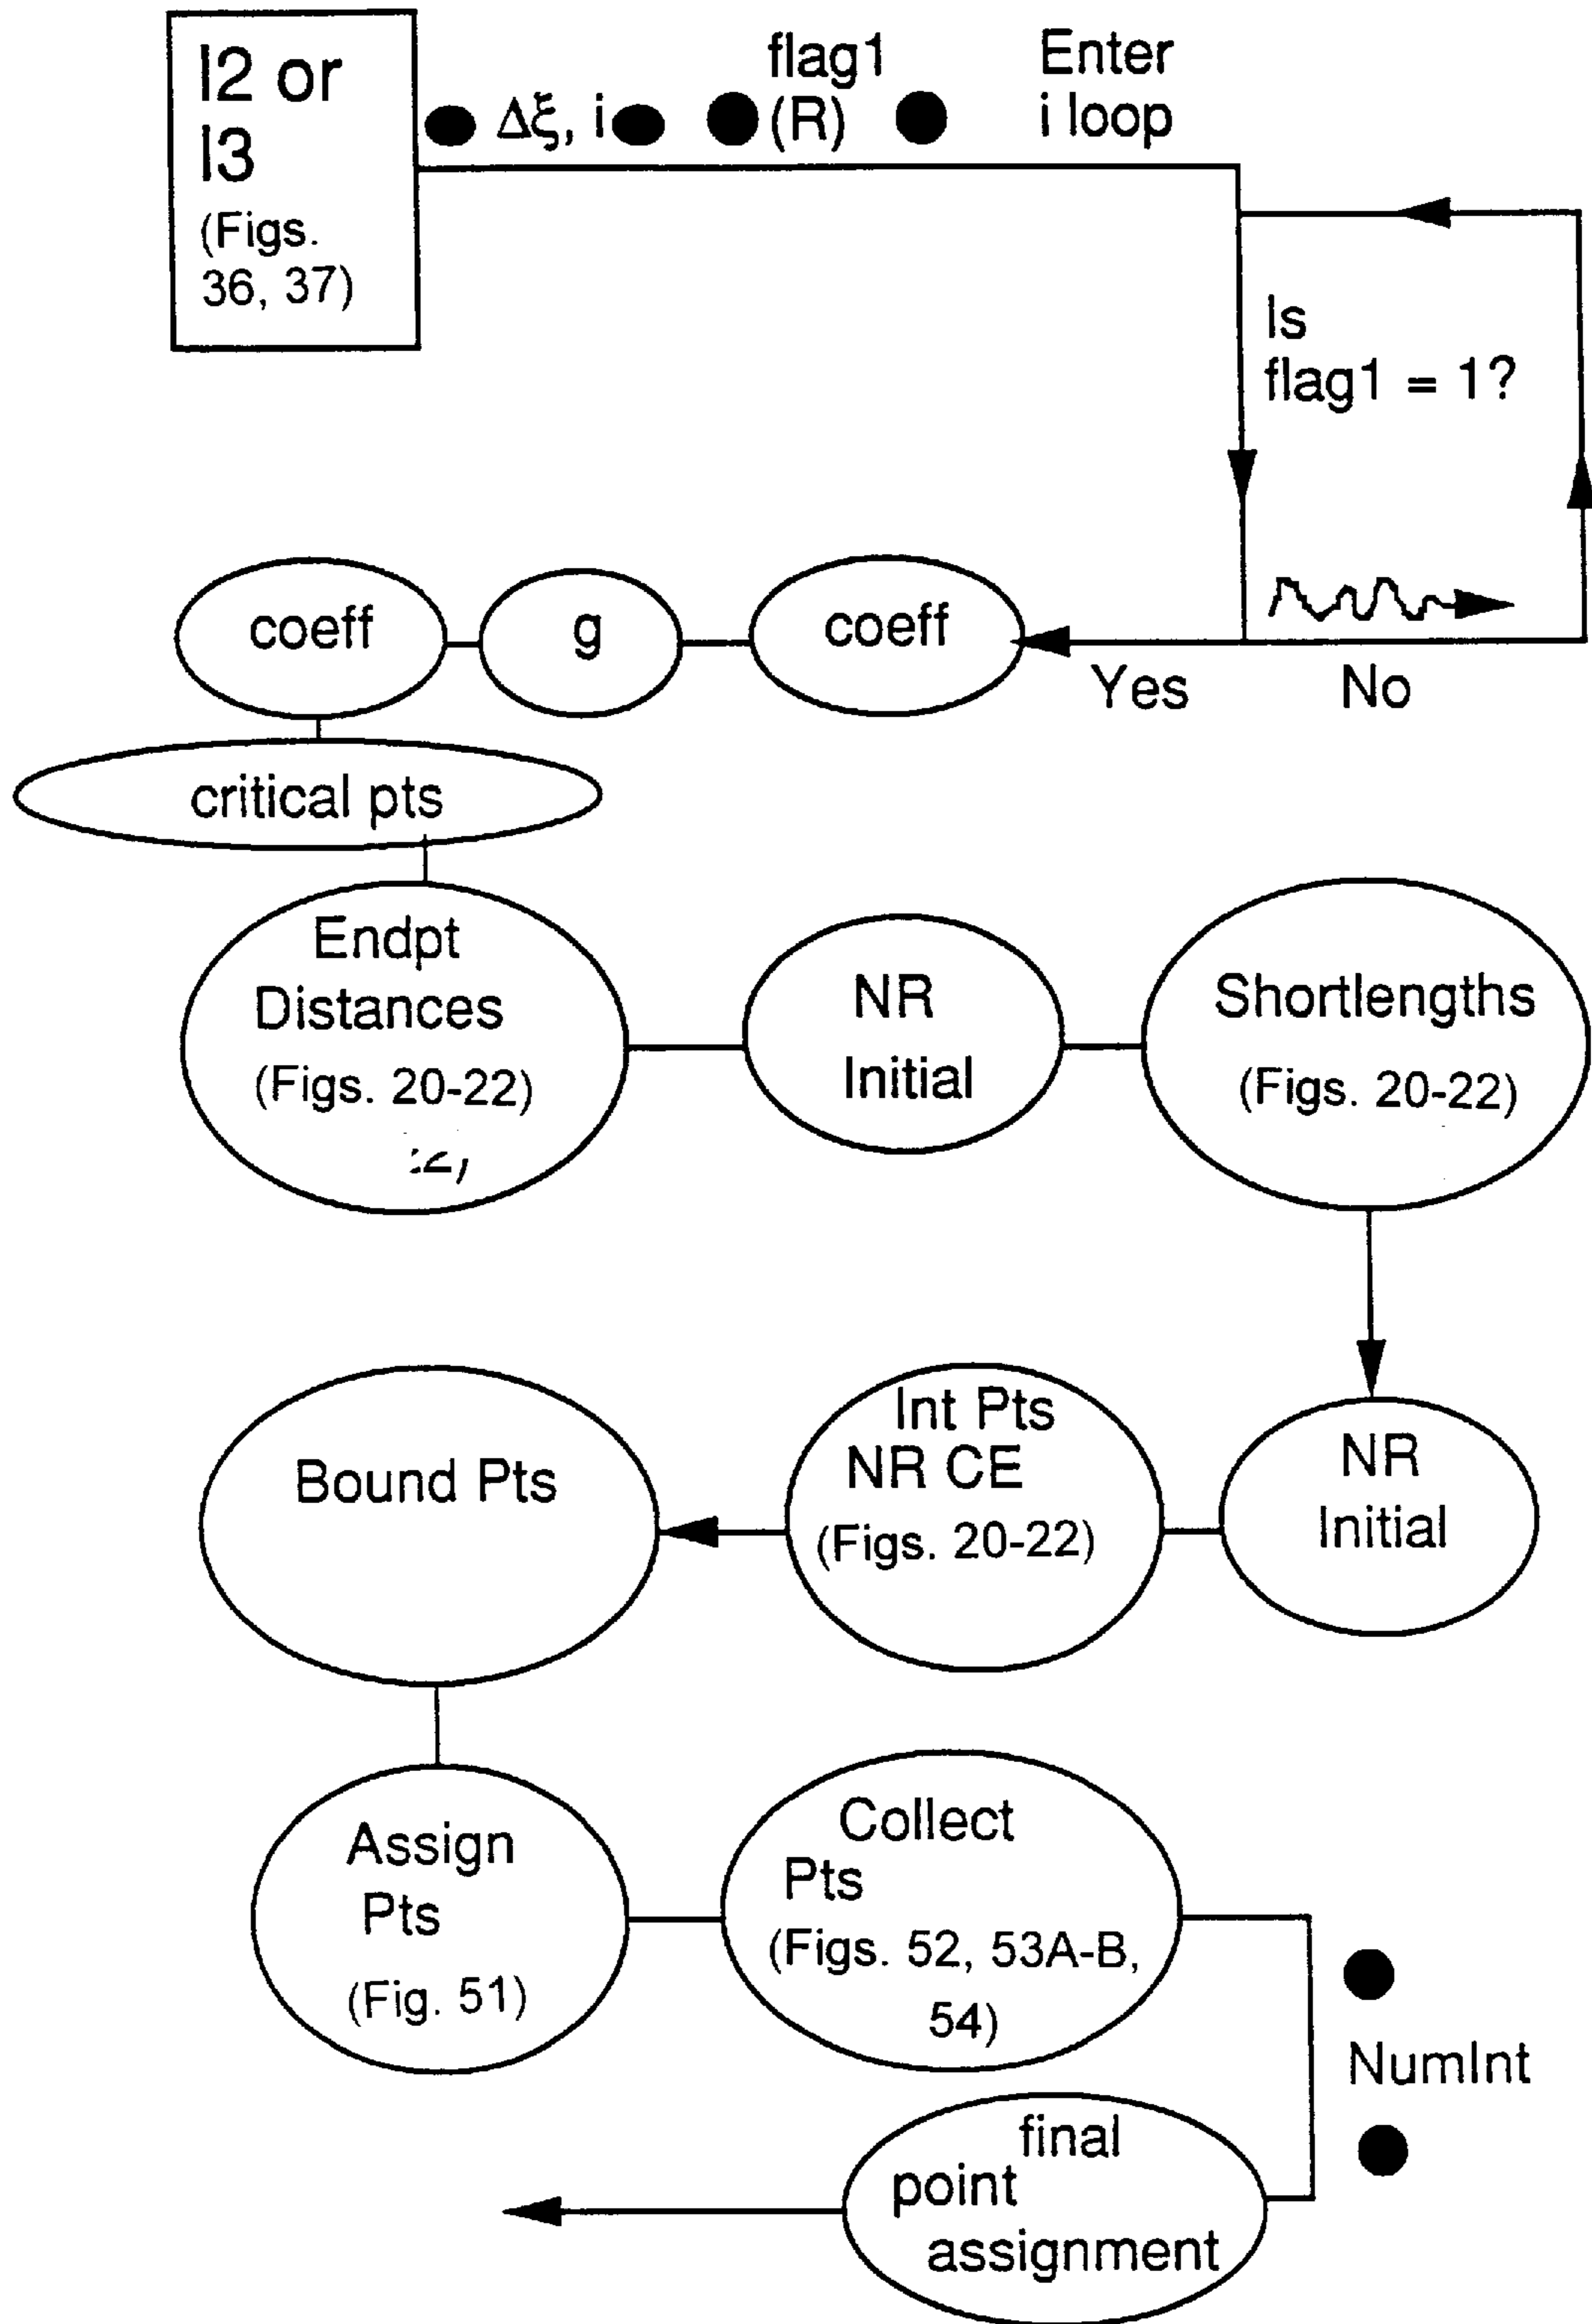 I2 or
I3
(Figs.
36, 37)
Δξ, i
flag1
(R)
Enter
i loop
Is
flag1 = 1?
Yes
No
coeff
g
coeff
critical pts
Endpt
Distances
(Figs. 20-22)
NR
Initial
Shortlengths
(Figs. 20-22)
NR
Initial
Int Pts
NR CE
(Figs. 20-22)
Bound Pts
Assign
Pts
(Fig. 51)
Collect
Pts
(Figs. 52, 53A-B,
54)
NumInt
final
point
assignment